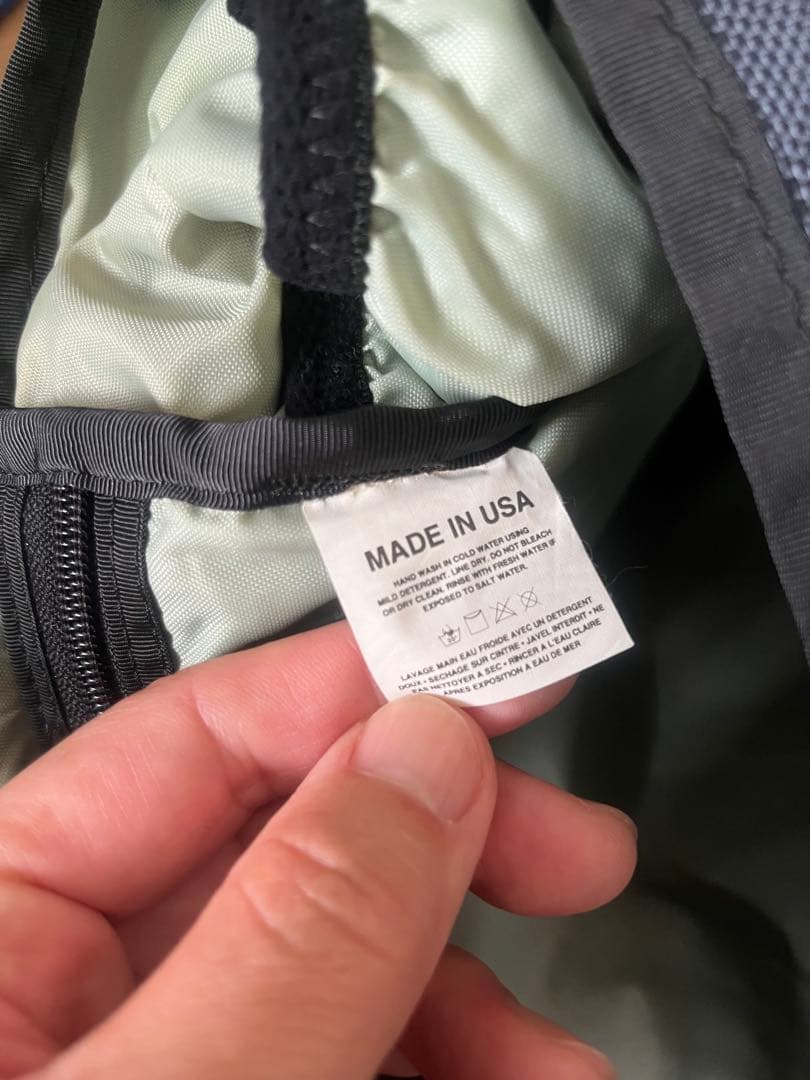 MADE IN USA
HAND WASH IN COLD WATER USING
MILD DETERGENT. LINE DRY. DO NOT BLEACH
OR DRY CLEAN. RINSE WITH FRESH WATER IF
EXPOSED TO SALT WATER.
LAVAGE MAIN EAU FROIDE AVEC UN DETERGENT
DOUX • SECHAGE SUR CINTRE • JAVEL INTERDIT • NE
PAS NETTOYER A SEC • RINCER A L'EAU CLAIRE
APRES EXPOSITION A EAU DE MER